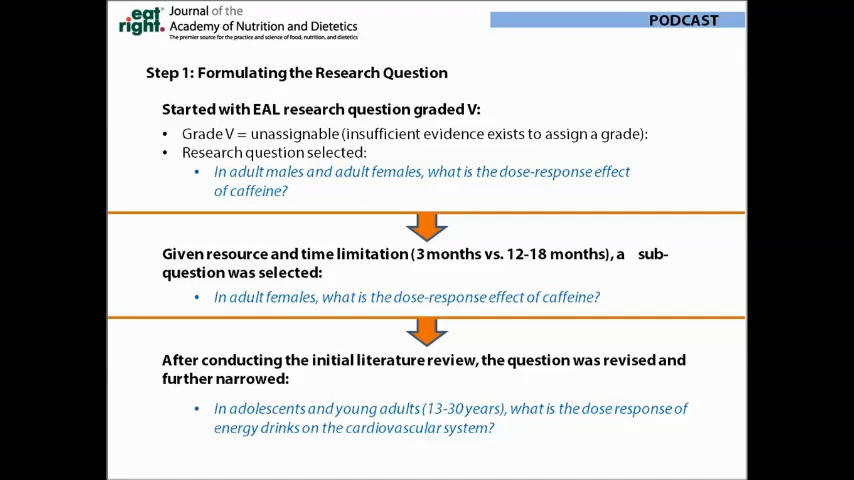 eat right.
Journal of the
Academy of Nutrition and Dietetics
The premier source for the practice and science of food, nutrition, and dietetics
PODCAST
Step 1: Formulating the Research Question
Started with EAL research question graded V:
• Grade V = unassignable (insufficient evidence exists to assign a grade):
• Research question selected:
• In adult males and adult females, what is the dose-response effect
of caffeine?
Given resource and time limitation (3 months vs. 12-18 months), a sub-
question was selected:
• In adult females, what is the dose-response effect of caffeine?
After conducting the initial literature review, the question was revised and
further narrowed:
• In adolescents and young adults (13-30 years), what is the dose response of
energy drinks on the cardiovascular system?